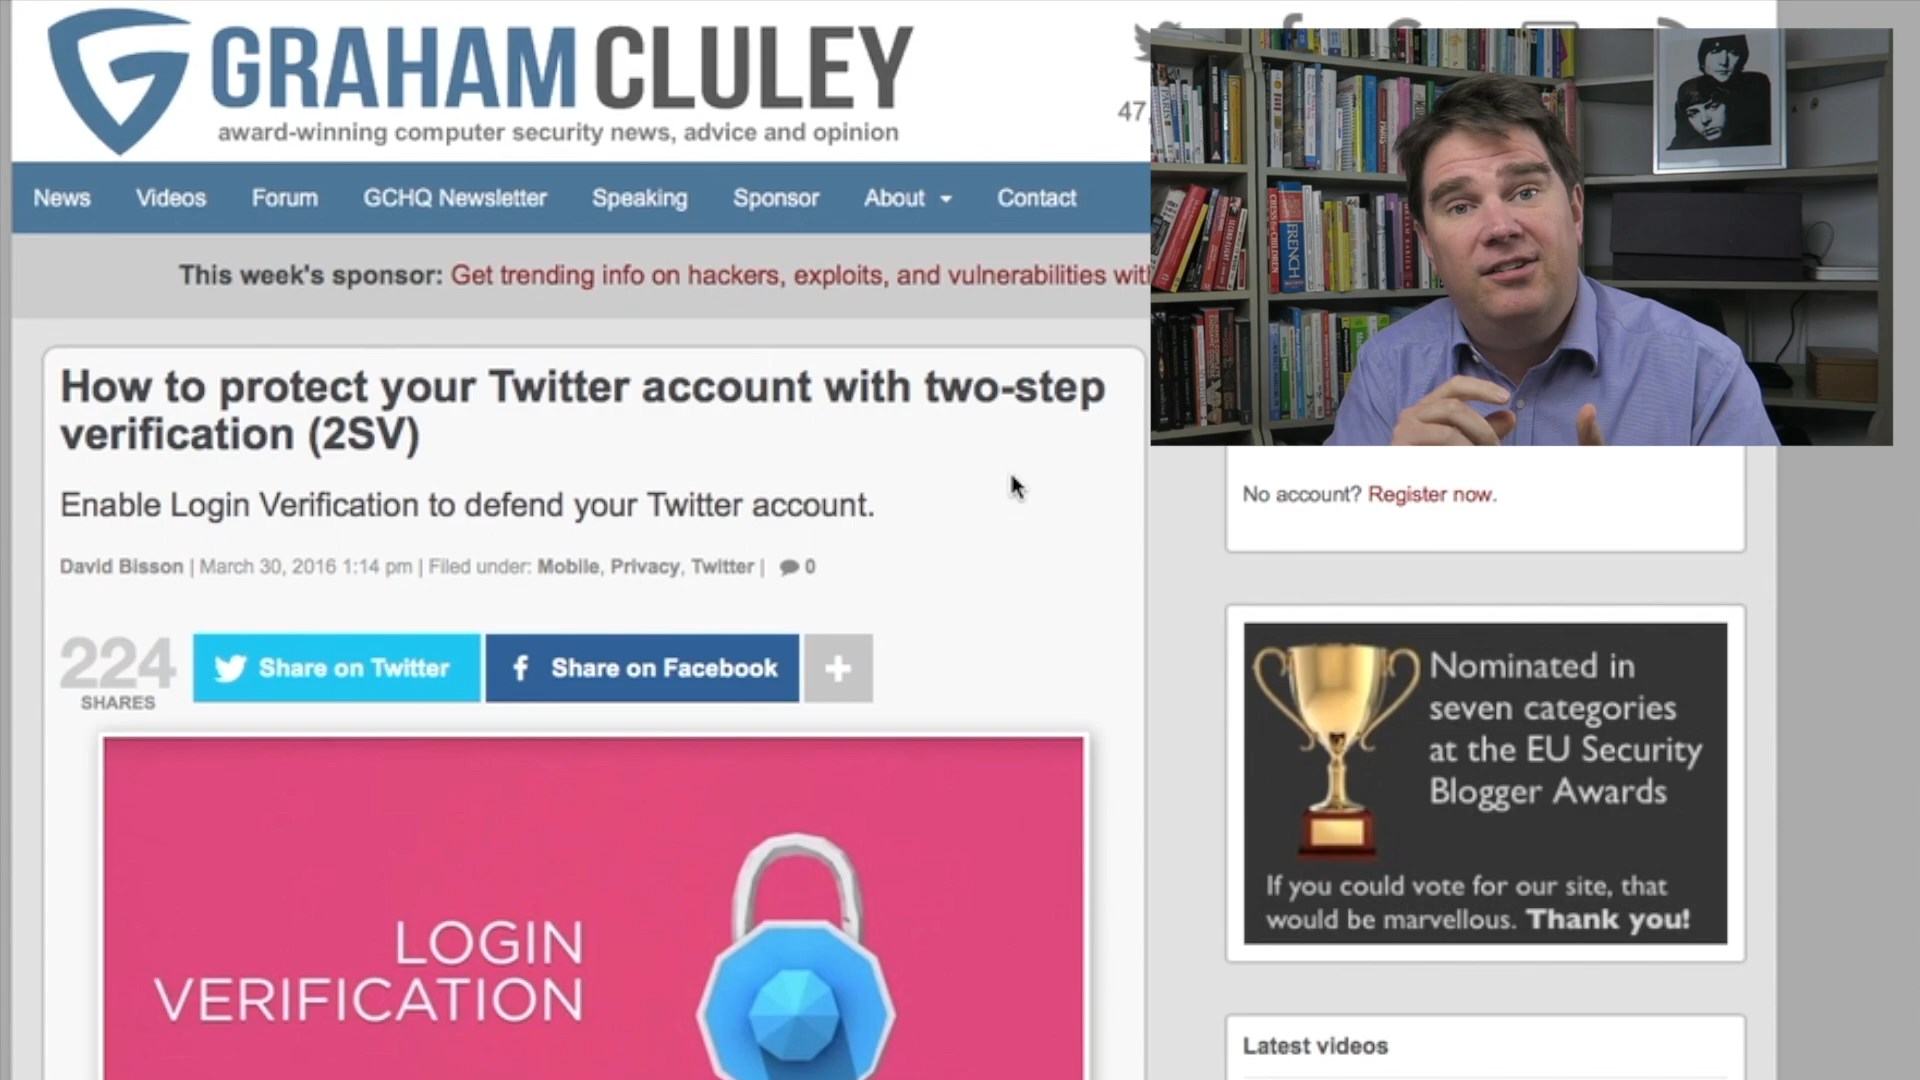 GRAHAM CLULEY
award-winning computer security news, advice and opinion
47
News Videos Forum GCHQ Newsletter Speaking Sponsor About Contact
This week's sponsor: Get trending info on hackers, exploits, and vulnerabilities with
How to protect your Twitter account with two-step
verification (2SV)
Enable Login Verification to defend your Twitter account.
David Bisson | March 30, 2016 1:14 pm | Filed under: Mobile, Privacy, Twitter | 0
224
SHARES
Share on Twitter
Share on Facebook
+
LOGIN
VERIFICATION
FRENCH
CHESS for CHILDREN
No account? Register now.
Nominated in
seven categories
at the EU Security
Blogger Awards
If you could vote for our site, that
would be marvellous. Thank you!
Latest videos